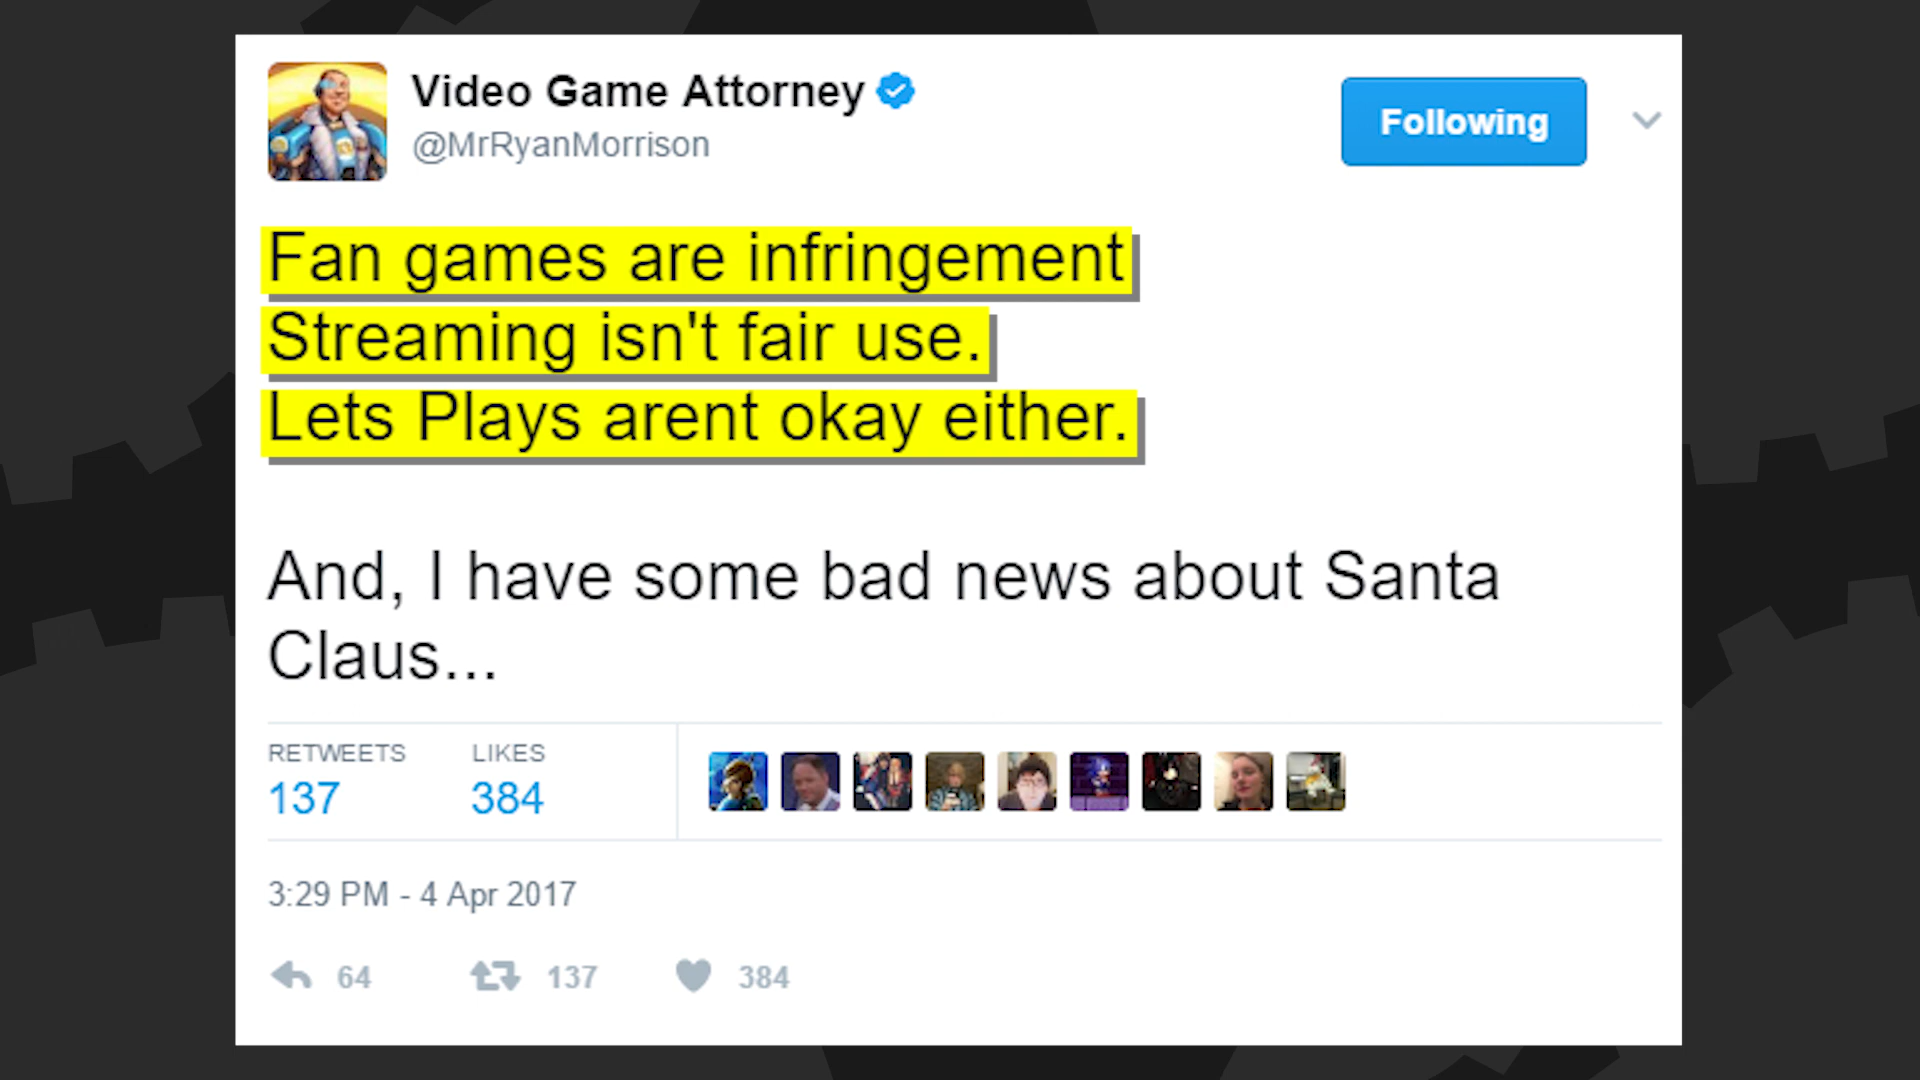 Video Game Attorney
@MrRyanMorrison
Following
Fan games are infringement
Streaming isn't fair use.
Lets Plays arent okay either.
And, I have some bad news about Santa
Claus...
RETWEETS LIKES
137 384
3:29 PM - 4 Apr 2017
64 137 384